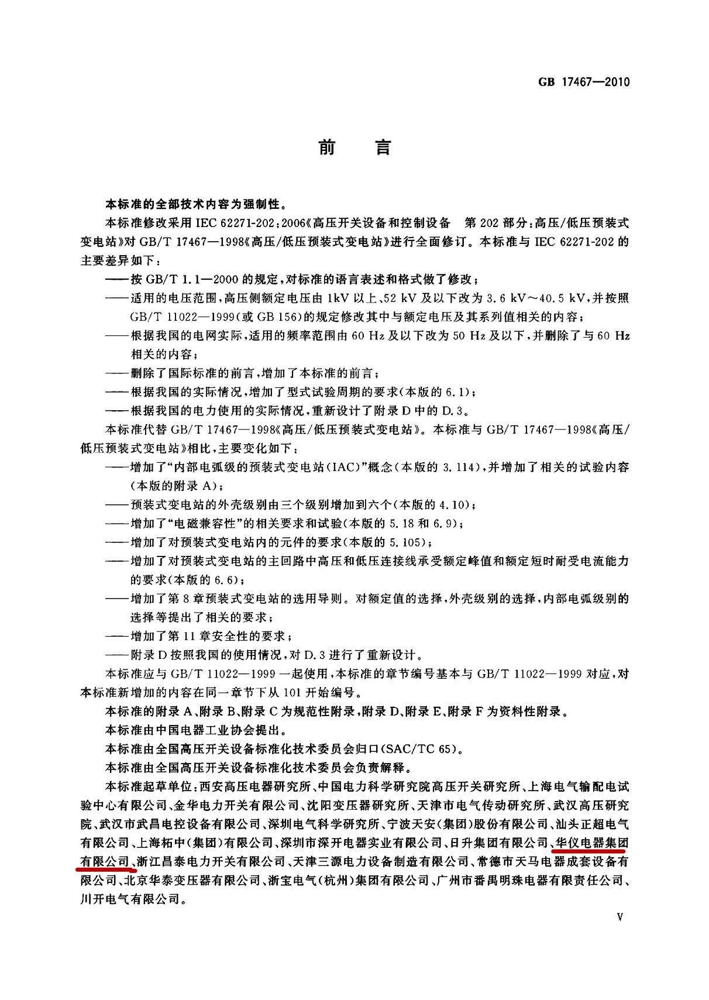 GB 17467—2010
前 言
本标准的全部技术内容为强制性。
本标准修改采用 IEC 62271-202:2006《高压开关设备和控制设备 第 202 部分:高压/低压预装式
变电站》对 GB/T 17467—1998《高压/低压预装式变电站》进行全面修订。本标准与 IEC 62271-202 的
主要差异如下:
——按 GB/T 1.1—2000 的规定,对标准的语言表述和格式做了修改;
——适用的电压范围,高压侧额定电压由 1kV 以上、52 kV 及以下改为 3.6 kV～40.5 kV,并按照
GB/T 11022—1999(或 GB 156)的规定修改其中与额定电压及其系列值相关的内容;
——根据我国的电网实际,适用的频率范围由 60 Hz 及以下改为 50 Hz 及以下,并删除了与 60 Hz
相关的内容;
——删除了国际标准的前言,增加了本标准的前言;
——根据我国的实际情况,增加了型式试验周期的要求(本版的 6.1);
——根据我国的电力使用的实际情况,重新设计了附录 D 中的 D.3。
本标准代替 GB/T 17467—1998《高压/低压预装式变电站》。本标准与 GB/T 17467—1998《高压/
低压预装式变电站》相比,主要变化如下:
——增加了“内部电弧级的预装式变电站(IAC)”概念(本版的 3.114),并增加了相关的试验内容
(本版的附录 A);
——预装式变电站的外壳级别由三个级别增加到六个(本版的 4.10);
——增加了“电磁兼容性”的相关要求和试验(本版的 5.18 和 6.9);
——增加了对预装式变电站内的元件的要求(本版的 5.105);
——增加了对预装式变电站的主回路中高压和低压连接线承受额定峰值和额定短时耐受电流能力
的要求(本版的 6.6);
——增加了第 8 章预装式变电站的选用导则。对额定值的选择,外壳级别的选择,内部电弧级别的
选择等提出了相关的要求;
——增加了第 11 章安全性的要求;
——附录 D 按照我国的使用情况,对 D.3 进行了重新设计。
本标准应与 GB/T 11022—1999 一起使用,本标准的章节编号基本与 GB/T 11022—1999 对应,对
本标准新增加的内容在同一章节下从 101 开始编号。
本标准的附录 A、附录 B、附录 C 为规范性附录,附录 D、附录 E、附录 F 为资料性附录。
本标准由中国电器工业协会提出。
本标准由全国高压开关设备标准化技术委员会归口(SAC/TC 65)。
本标准由全国高压开关设备标准化技术委员会负责解释。
本标准起草单位:西安高压电器研究所、中国电力科学研究院高压开关研究所、上海电气输配电试
验中心有限公司、金华电力开关有限公司、沈阳变压器研究所、天津市电气传动研究所、武汉高压研究
院、武汉市武昌电控设备有限公司、深圳电气科学研究所、宁波天安(集团)股份有限公司、汕头正超电气
有限公司、上海柘中(集团)有限公司、深圳市深开电器实业有限公司、日升集团有限公司、华仪电器集团
有限公司、浙江昌泰电力开关有限公司、天津三源电力设备制造有限公司、常德市天马电器成套设备有
限公司、北京华泰变压器有限公司、浙宝电气(杭州)集团有限公司、广州市番禺明珠电器有限责任公司、
川开电气有限公司。
V